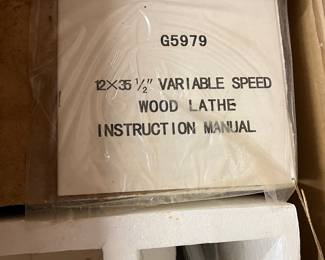 G5979
12×35 ½" VARIABLE SPEED
WOOD LATHE
INSTRUCTION MANUAL